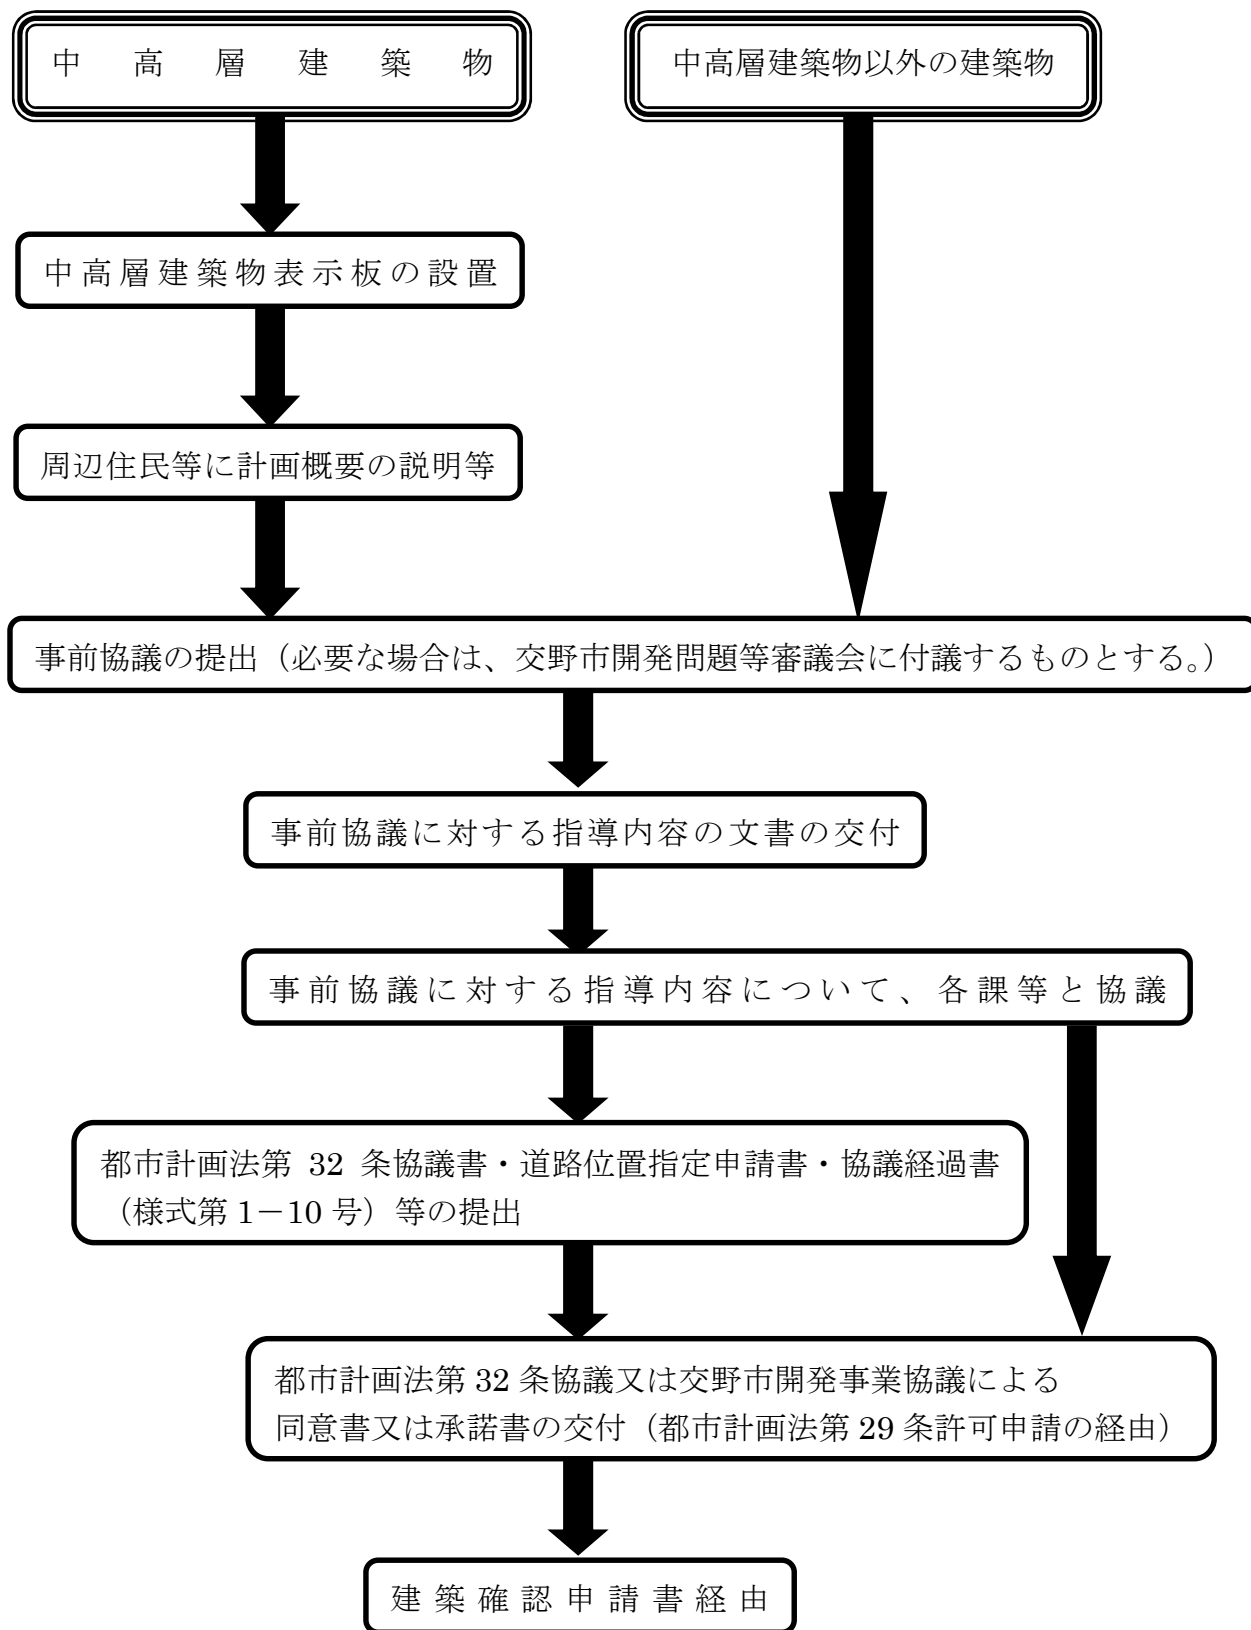 中高層建築物
中高層建築物以外の建築物
中高層建築物表示板の設置
周辺住民等に計画概要の説明等
事前協議の提出（必要な場合は、交野市開発問題等審議会に付議するものとする。）
事前協議に対する指導内容の文書の交付
事前協議に対する指導内容について、各課等と協議
都市計画法第 32 条協議書・道路位置指定申請書・協議経過書
（様式第 1－10 号）等の提出
都市計画法第 32 条協議又は交野市開発事業協議による
同意書又は承諾書の交付（都市計画法第 29 条許可申請の経由）
建築確認申請書経由